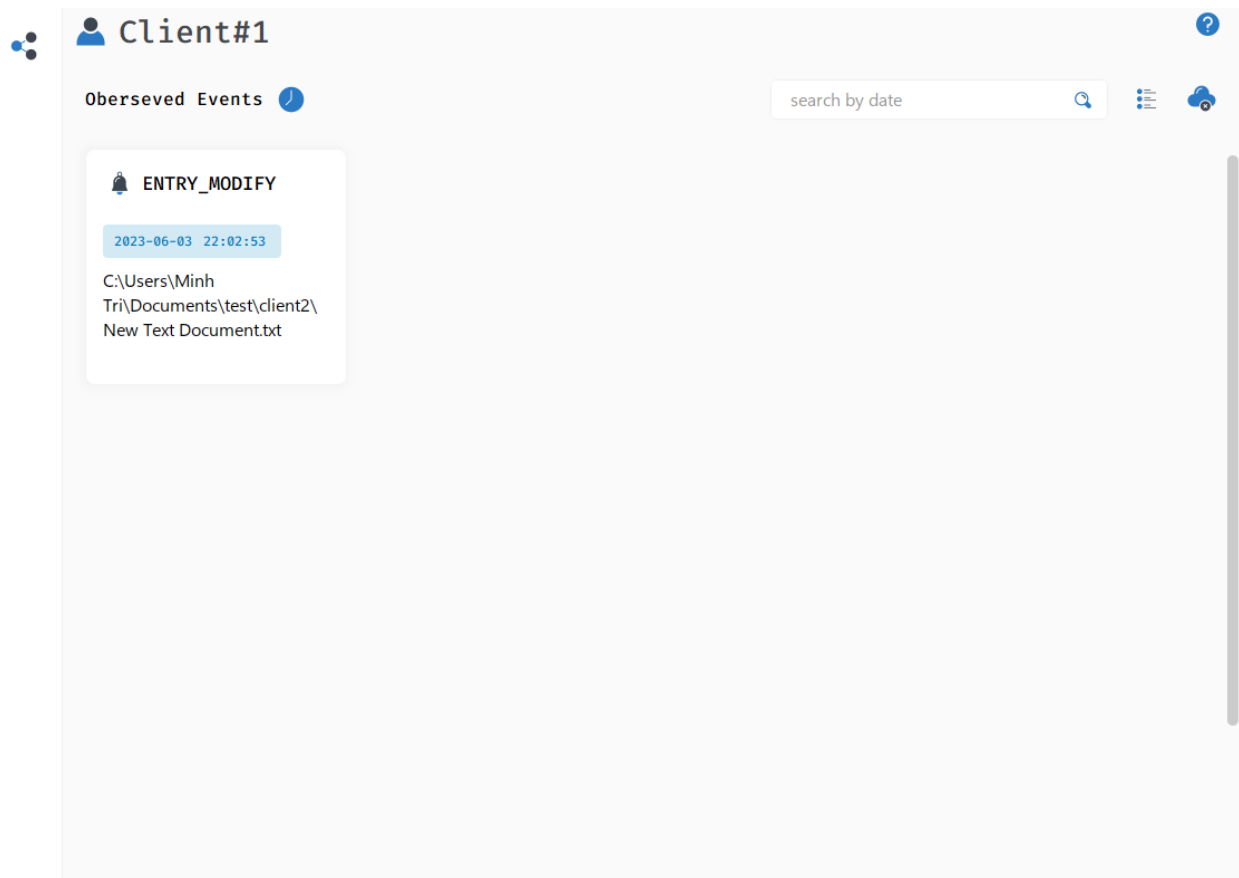 Client#1
?
Oberseved Events
search by date
ENTRY_MODIFY
2023-06-03 22:02:53
C:\Users\Minh
Tri\Documents\test\client2\
New Text Document.txt